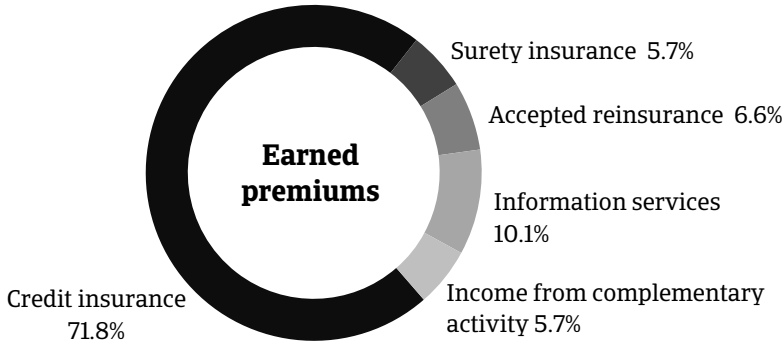 Surety insurance 5.7%
Accepted reinsurance 6.6%
Earned
premiums
Information services
10.1%
Income from complementary
activity 5.7%
Credit insurance
71.8%